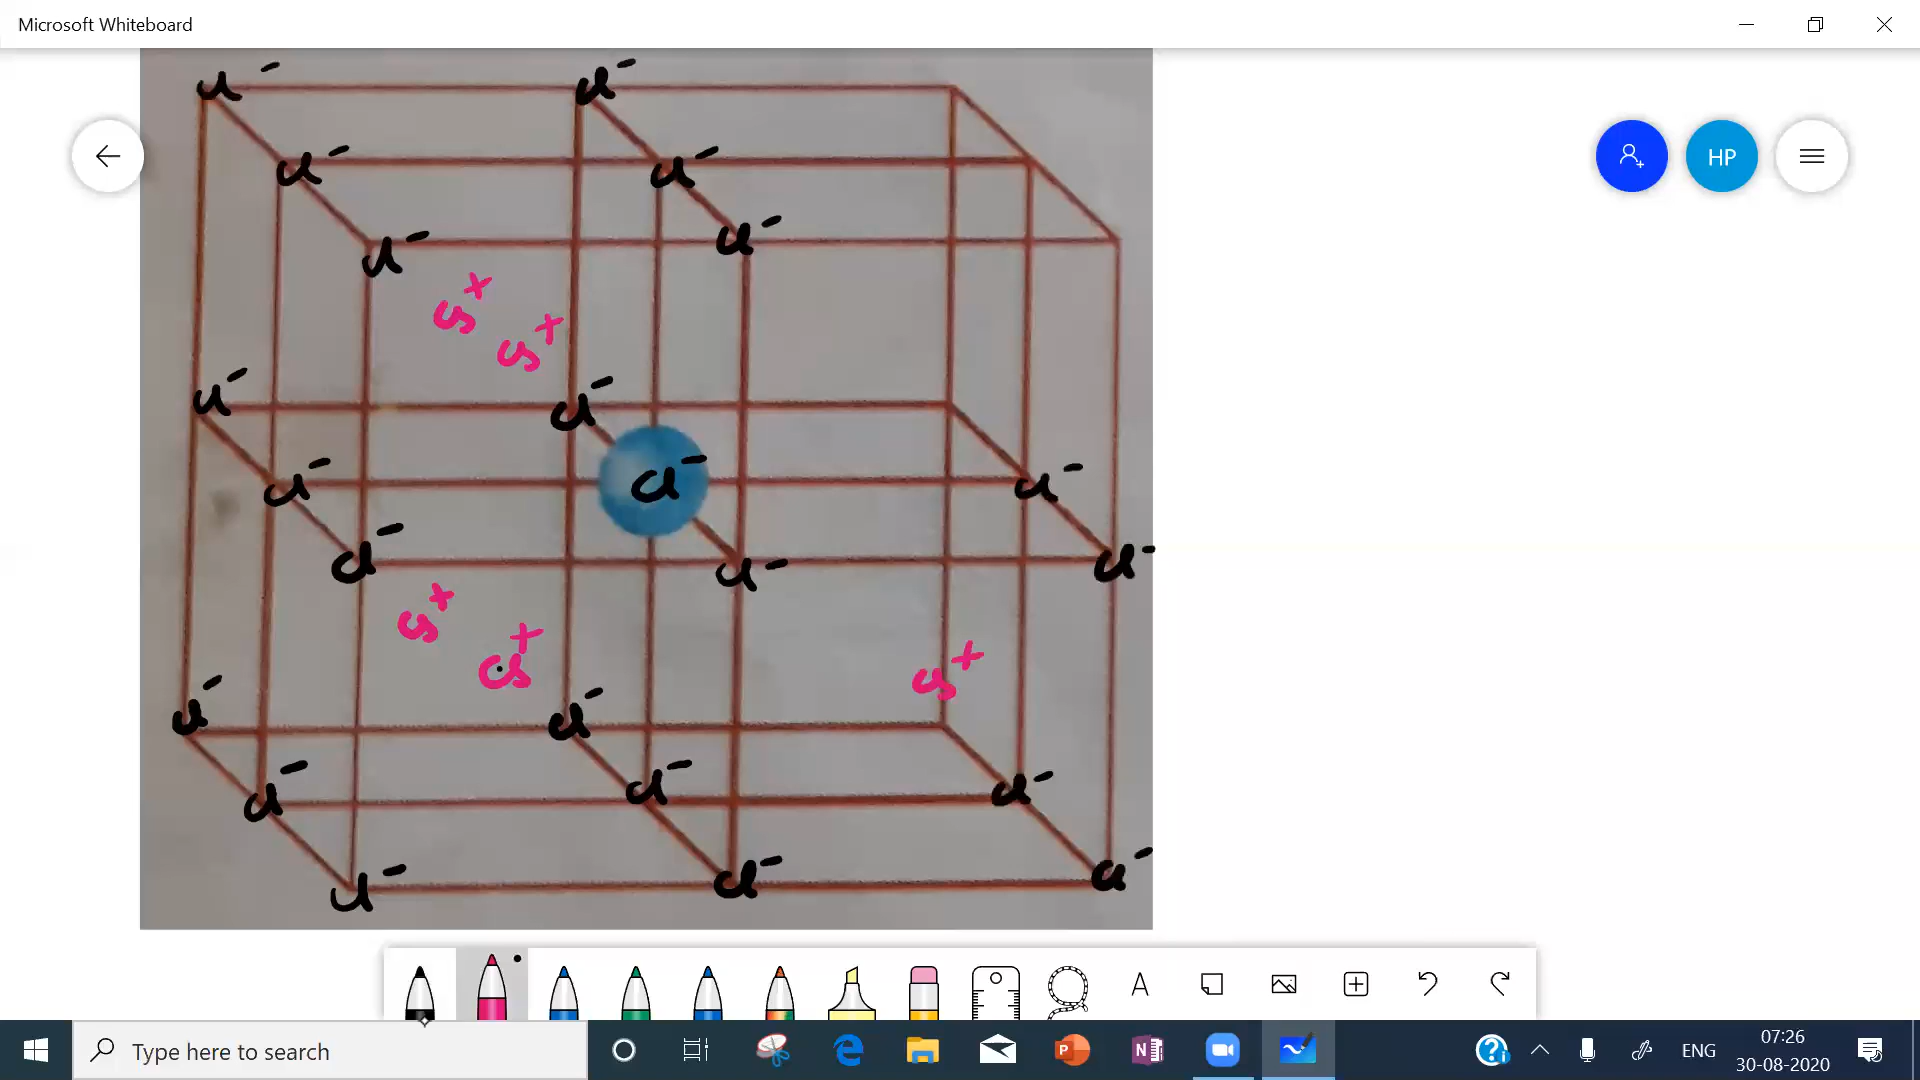 Microsoft Whiteboard
Cl⁻ Cl⁻
Cl⁻ Cl⁻
HP
Cl⁻ Cl⁻
Cs⁺
Cs⁺
Cl⁻ Cl⁻
Cl⁻ Cl⁻ Cl⁻
Cl⁻ Cl⁻ Cl⁻
Cs⁺
Cs⁺ Cs⁺
Cl⁻ Cl⁻
Cl⁻ Cl⁻ Cl⁻
Cl⁻ Cl⁻ Cl⁻
A
Type here to search
ENG
07:26
30-08-2020